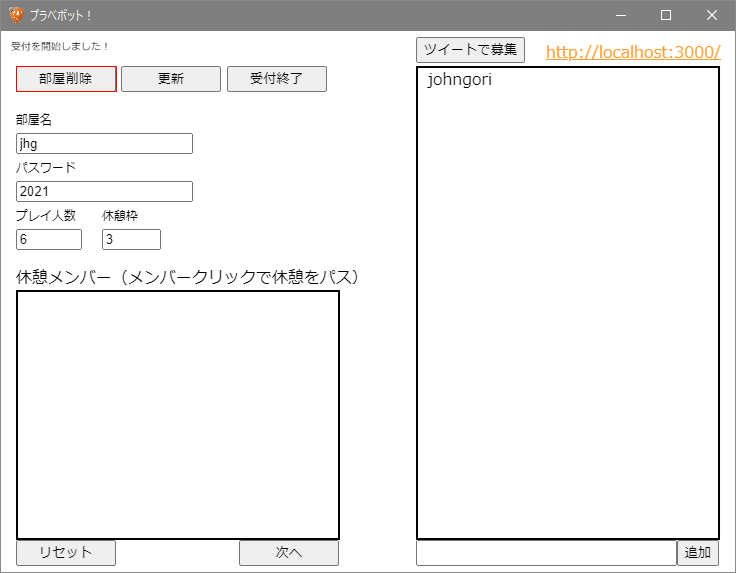 プラベボット！
受付を開始しました！
部屋削除
更新
受付終了
部屋名
jhg
パスワード
2021
プレイ人数
休憩枠
6
3
休憩メンバー（メンバークリックで休憩をパス）
リセット
次へ
ツイートで募集
http://localhost:3000/
johngori
追加